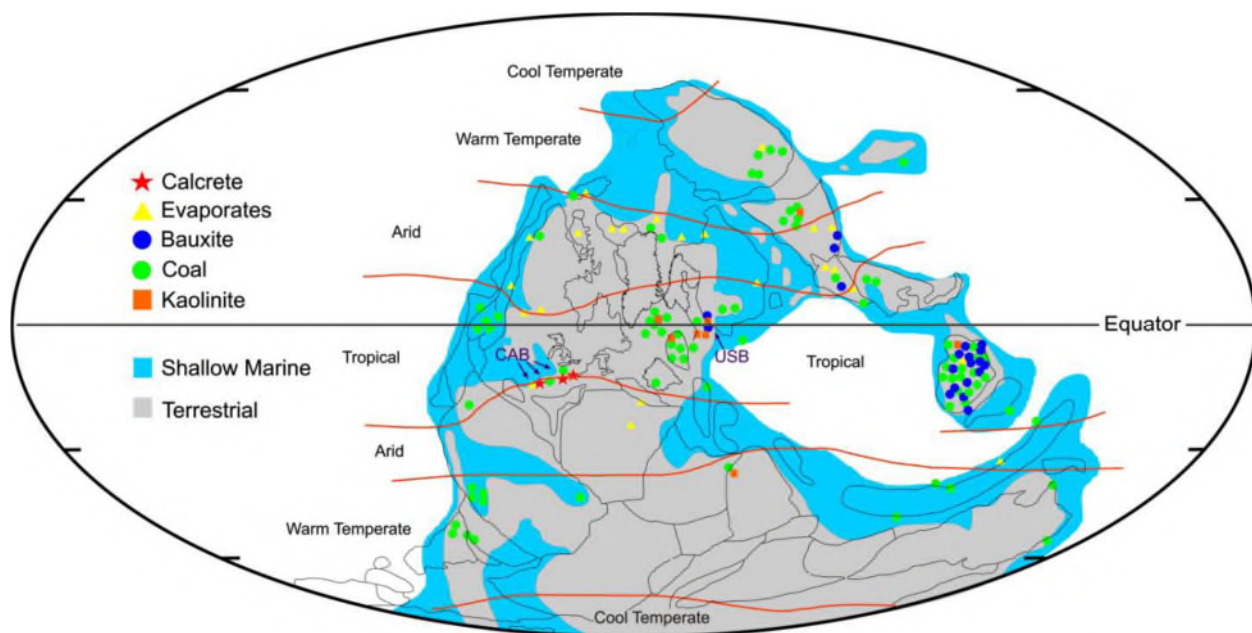 Cool Temperate
Warm Temperate
Calcrete
Evaporates
Bauxite
Coal
Kaolinite
Arid
Equator
Shallow Marine
Terrestrial
Tropical
CAB
USB
Tropical
Arid
Warm Temperate
Cool Temperate